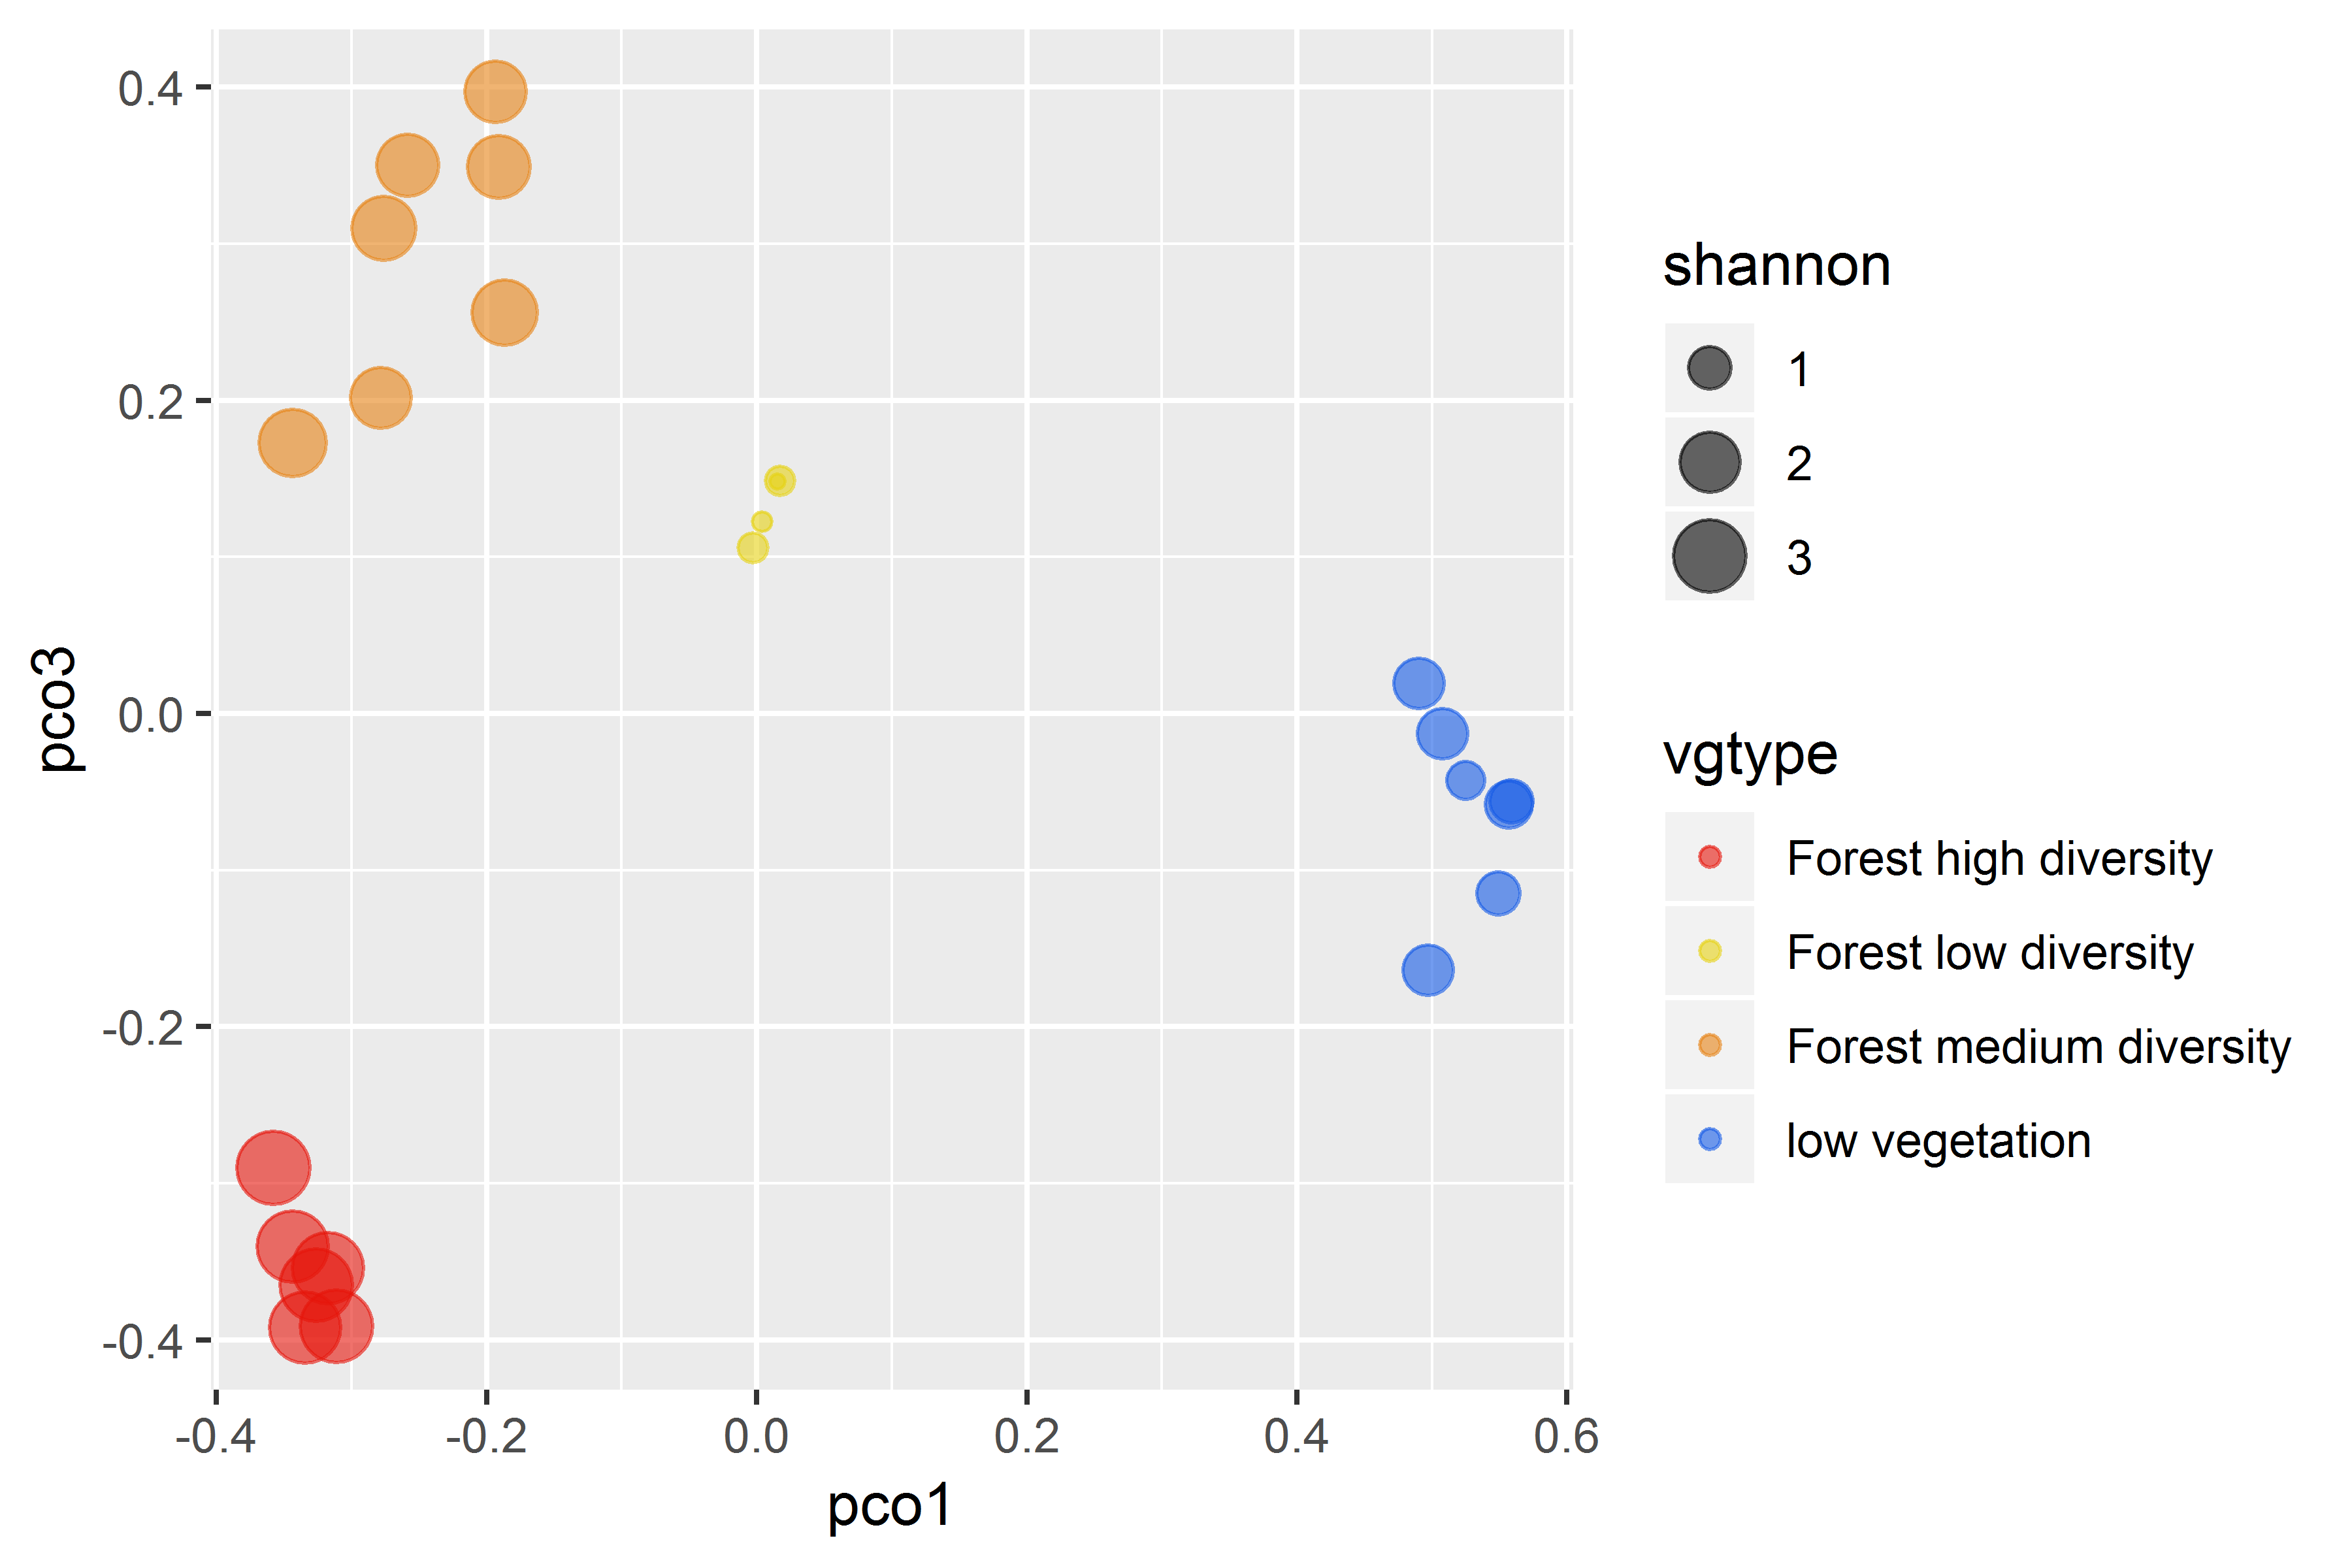 0.4
0.2
0.0
-0.2
-0.4
pco3
-0.4
-0.2
0.0
0.2
0.4
0.6
pco1
shannon
1
2
3
vgtype
Forest high diversity
Forest low diversity
Forest medium diversity
low vegetation